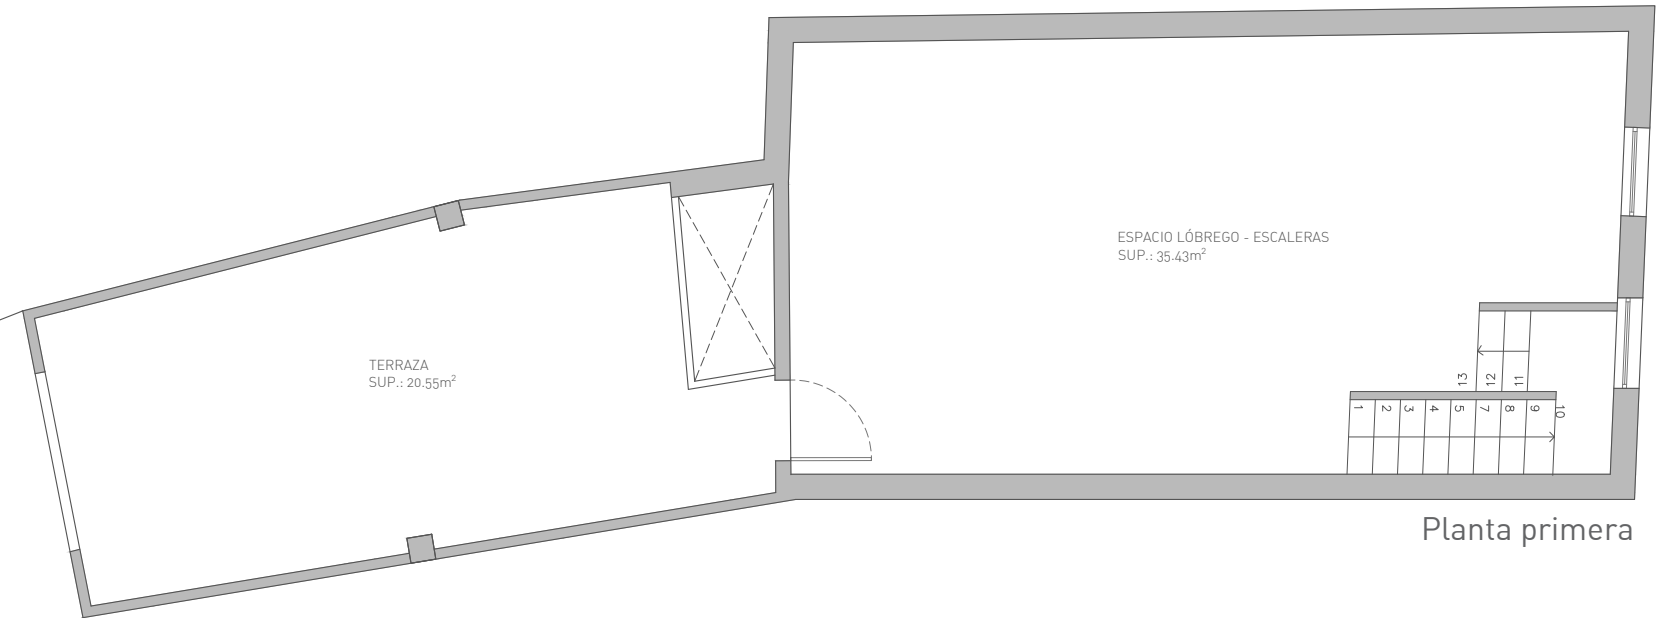 ESPACIO LÓBREGO - ESCALERAS
SUP.: 35.43m²
TERRAZA
SUP.: 20.55m²
13
12
11
1
2
3
4
5
7
8
9
10
Planta primera